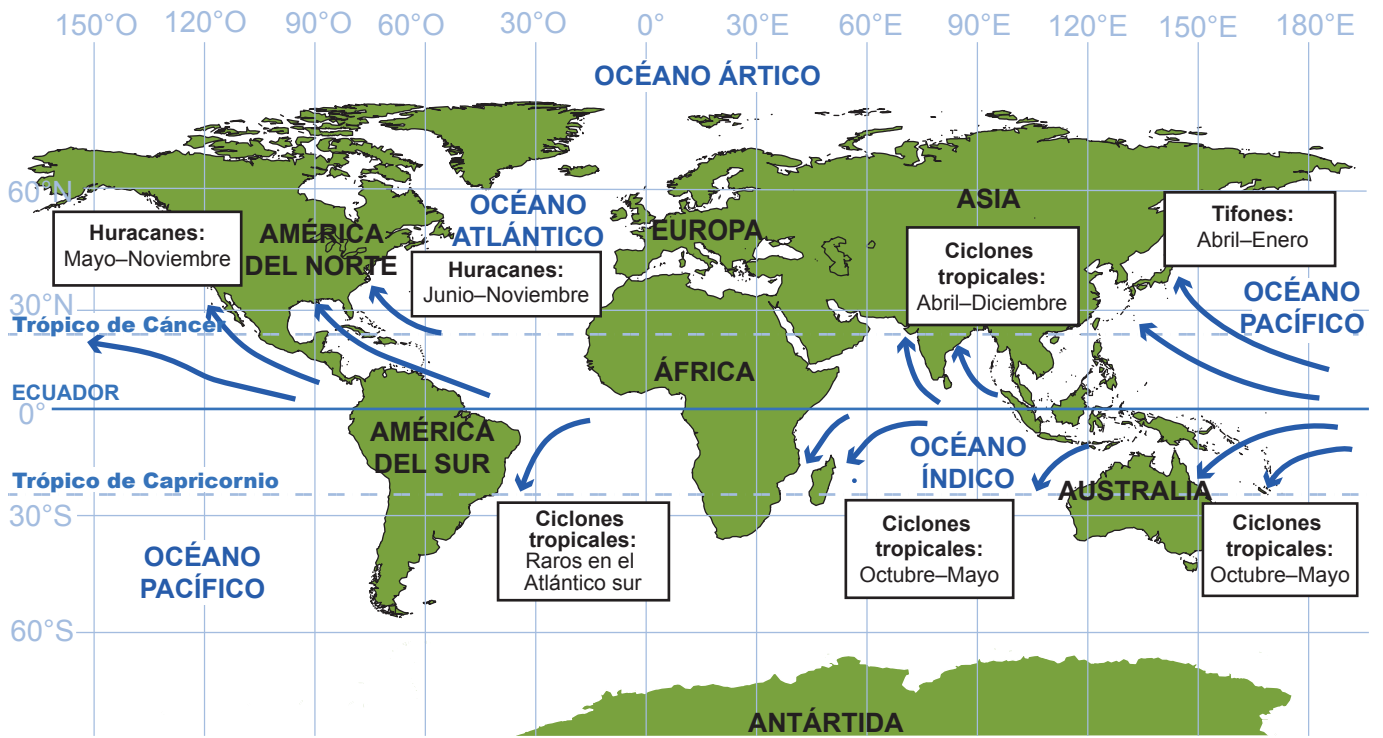 150°O 120°O 90°O 60°O 30°O 0° 30°E 60°E 90°E 120°E 150°E 180°E
OCÉANO ÁRTICO
60°N
ASIA
OCÉANO
ATLÁNTICO
Huracanes:
Mayo–Noviembre
AMÉRICA
DEL NORTE
EUROPA
Tifones:
Abril–Enero
Ciclones
tropicales:
Abril–Diciembre
Huracanes:
Junio–Noviembre
30°N
OCÉANO
PACÍFICO
Trópico de Cáncer
ÁFRICA
ECUADOR
0°
AMÉRICA
DEL SUR
OCÉANO
ÍNDICO
Trópico de Capricornio
AUSTRALIA
30°S
Ciclones
tropicales:
Raros en el
Atlántico sur
Ciclones
tropicales:
Octubre–Mayo
Ciclones
tropicales:
Octubre–Mayo
OCÉANO
PACÍFICO
60°S
ANTÁRTIDA